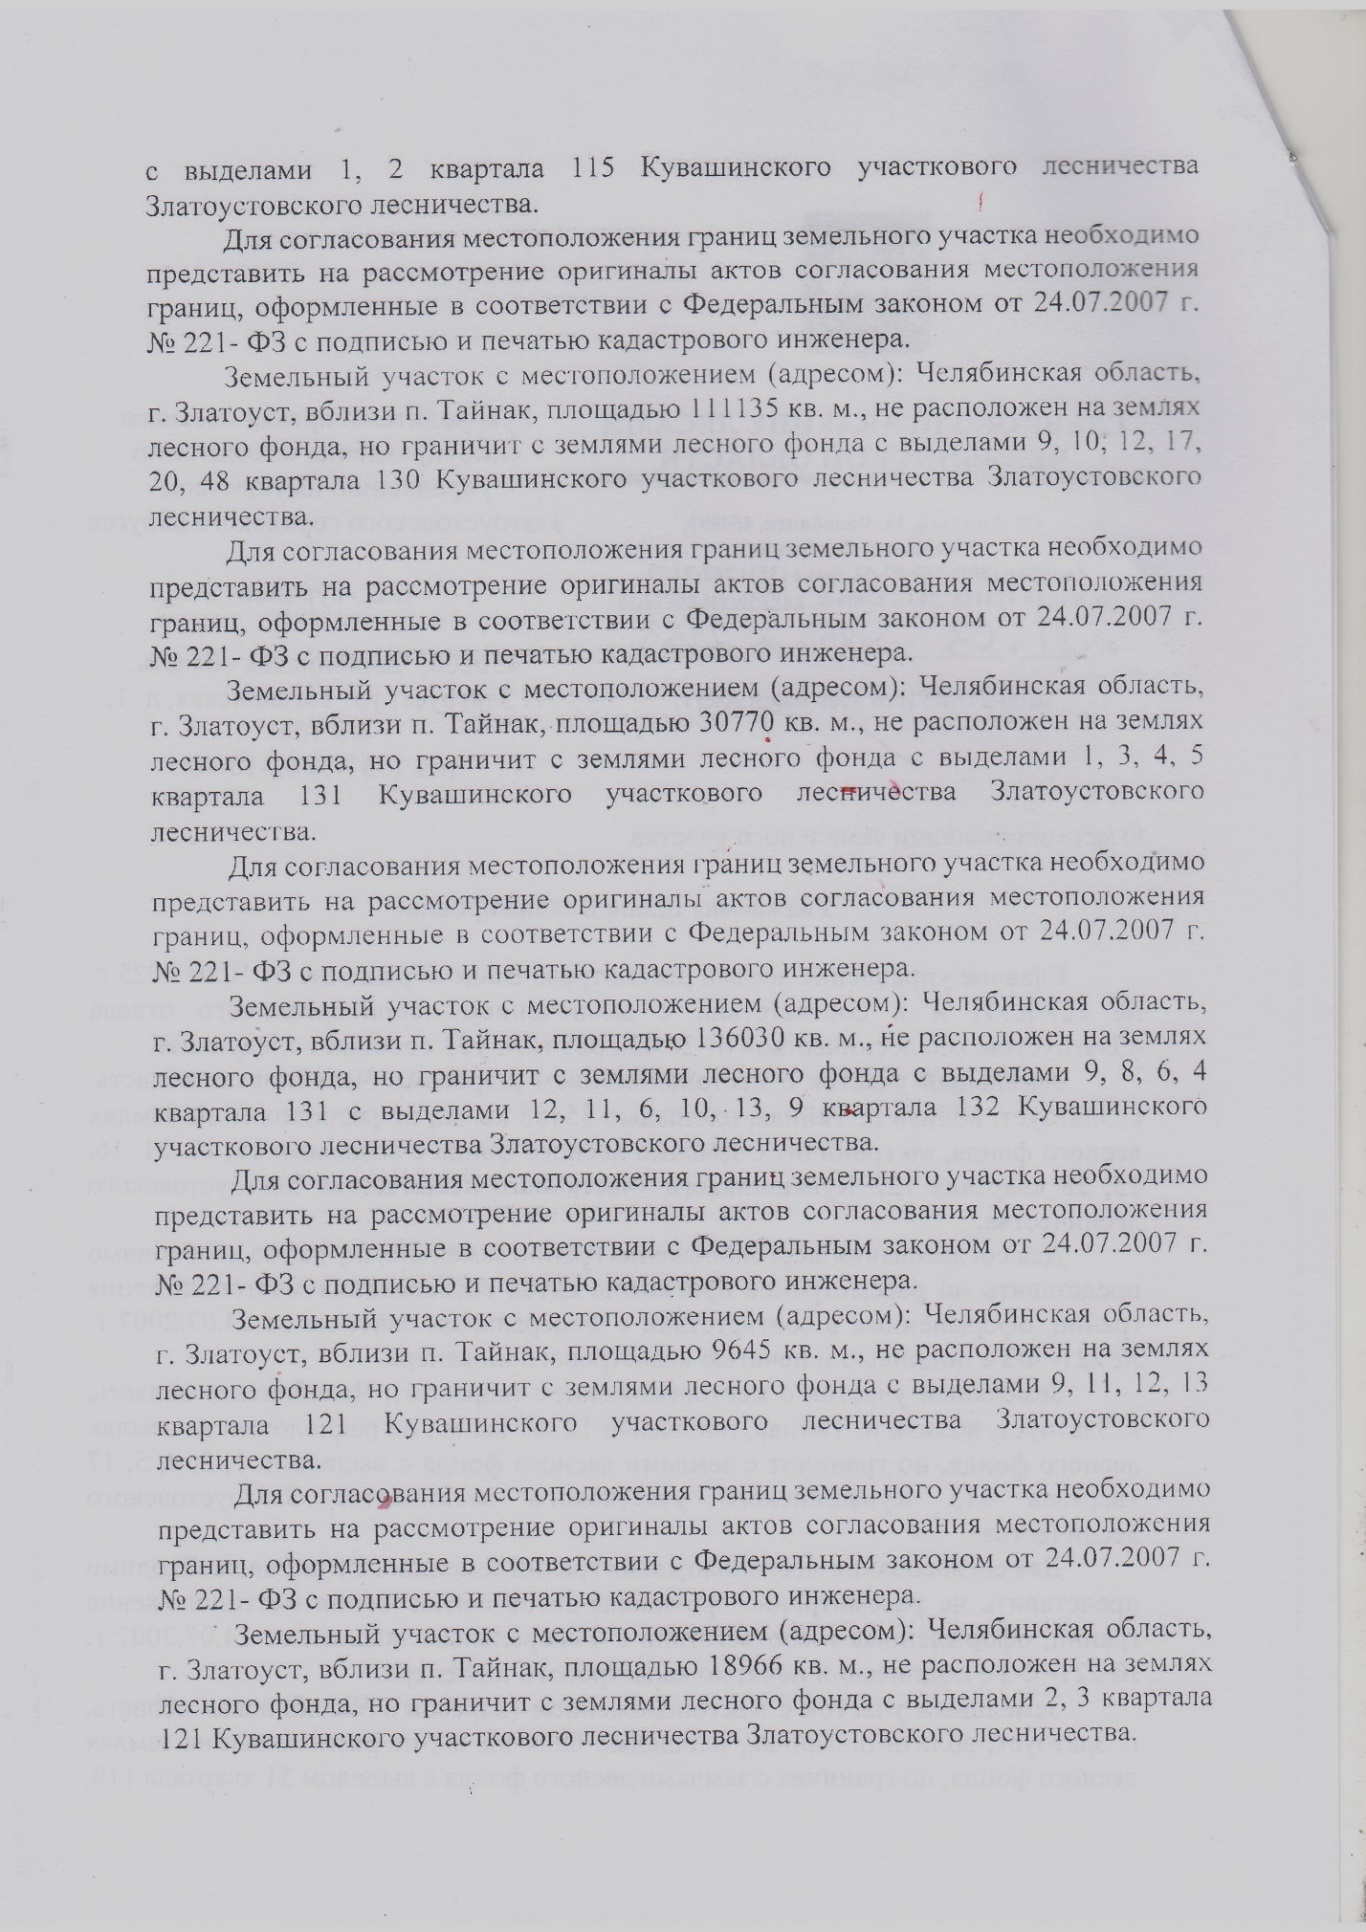 с выделами 1, 2 квартала 115 Кувашинского участкового лесничества
Златоустовского лесничества.
Для согласования местоположения границ земельного участка необходимо
представить на рассмотрение оригиналы актов согласования местоположения
границ, оформленные в соответствии с Федеральным законом от 24.07.2007 г.
№ 221- ФЗ с подписью и печатью кадастрового инженера.
Земельный участок с местоположением (адресом): Челябинская область,
г. Златоуст, вблизи п. Тайнак, площадью 111135 кв. м., не расположен на землях
лесного фонда, но граничит с землями лесного фонда с выделами 9, 10, 12, 17,
20, 48 квартала 130 Кувашинского участкового лесничества Златоустовского
лесничества.
Для согласования местоположения границ земельного участка необходимо
представить на рассмотрение оригиналы актов согласования местоположения
границ, оформленные в соответствии с Федеральным законом от 24.07.2007 г.
№ 221- ФЗ с подписью и печатью кадастрового инженера.
Земельный участок с местоположением (адресом): Челябинская область,
г. Златоуст, вблизи п. Тайнак, площадью 30770 кв. м., не расположен на землях
лесного фонда, но граничит с землями лесного фонда с выделами 1, 3, 4, 5
квартала 131 Кувашинского участкового лесничества Златоустовского
лесничества.
Для согласования местоположения границ земельного участка необходимо
представить на рассмотрение оригиналы актов согласования местоположения
границ, оформленные в соответствии с Федеральным законом от 24.07.2007 г.
№ 221- ФЗ с подписью и печатью кадастрового инженера.
Земельный участок с местоположением (адресом): Челябинская область,
г. Златоуст, вблизи п. Тайнак, площадью 136030 кв. м., не расположен на землях
лесного фонда, но граничит с землями лесного фонда с выделами 9, 8, 6, 4
квартала 131 с выделами 12, 11, 6, 10, 13, 9 квартала 132 Кувашинского
участкового лесничества Златоустовского лесничества.
Для согласования местоположения границ земельного участка необходимо
представить на рассмотрение оригиналы актов согласования местоположения
границ, оформленные в соответствии с Федеральным законом от 24.07.2007 г.
№ 221- ФЗ с подписью и печатью кадастрового инженера.
Земельный участок с местоположением (адресом): Челябинская область,
г. Златоуст, вблизи п. Тайнак, площадью 9645 кв. м., не расположен на землях
лесного фонда, но граничит с землями лесного фонда с выделами 9, 11, 12, 13
квартала 121 Кувашинского участкового лесничества Златоустовского
лесничества.
Для согласования местоположения границ земельного участка необходимо
представить на рассмотрение оригиналы актов согласования местоположения
границ, оформленные в соответствии с Федеральным законом от 24.07.2007 г.
№ 221- ФЗ с подписью и печатью кадастрового инженера.
Земельный участок с местоположением (адресом): Челябинская область,
г. Златоуст, вблизи п. Тайнак, площадью 18966 кв. м., не расположен на землях
лесного фонда, но граничит с землями лесного фонда с выделами 2, 3 квартала
121 Кувашинского участкового лесничества Златоустовского лесничества.